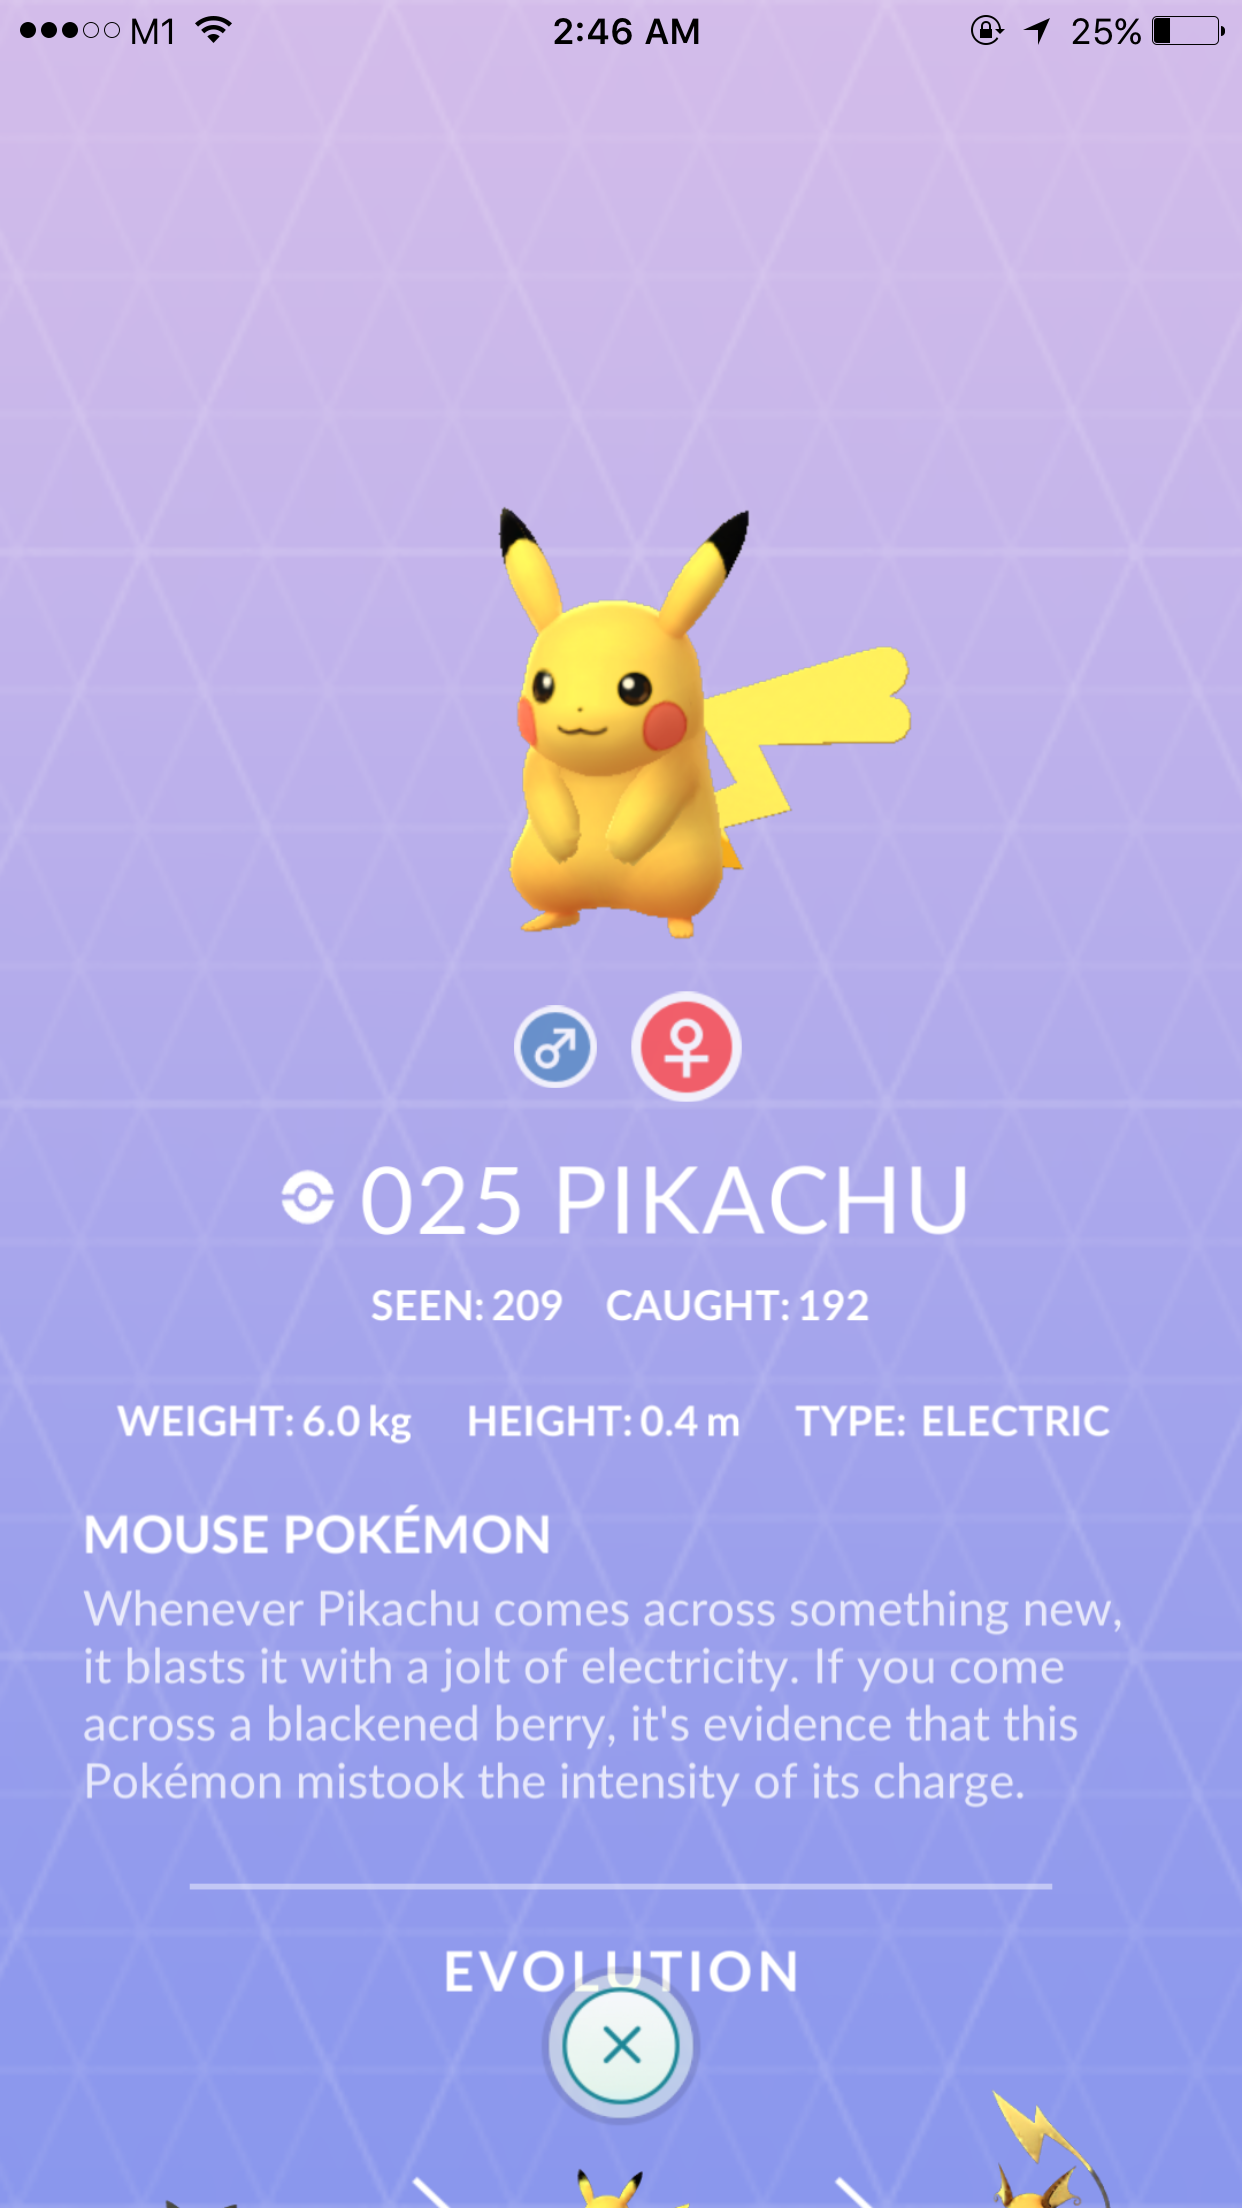 M1 2:46 AM 25%
025 PIKACHU
SEEN: 209 CAUGHT: 192
WEIGHT: 6.0 kg HEIGHT: 0.4 m TYPE: ELECTRIC
MOUSE POKÉMON
Whenever Pikachu comes across something new,
it blasts it with a jolt of electricity. If you come
across a blackened berry, it's evidence that this
Pokémon mistook the intensity of its charge.
EVOLUTION